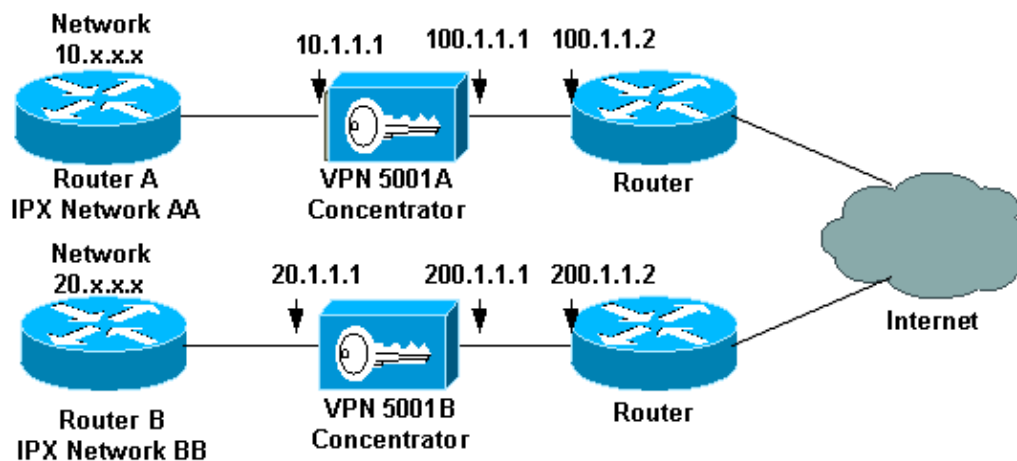 Network
10.x.x.x
10.1.1.1
100.1.1.1
100.1.1.2
Router A
IPX Network AA
VPN 5001A
Concentrator
Router
Network
20.x.x.x
20.1.1.1
200.1.1.1
200.1.1.2
Internet
Router B
IPX Network BB
VPN 5001B
Concentrator
Router